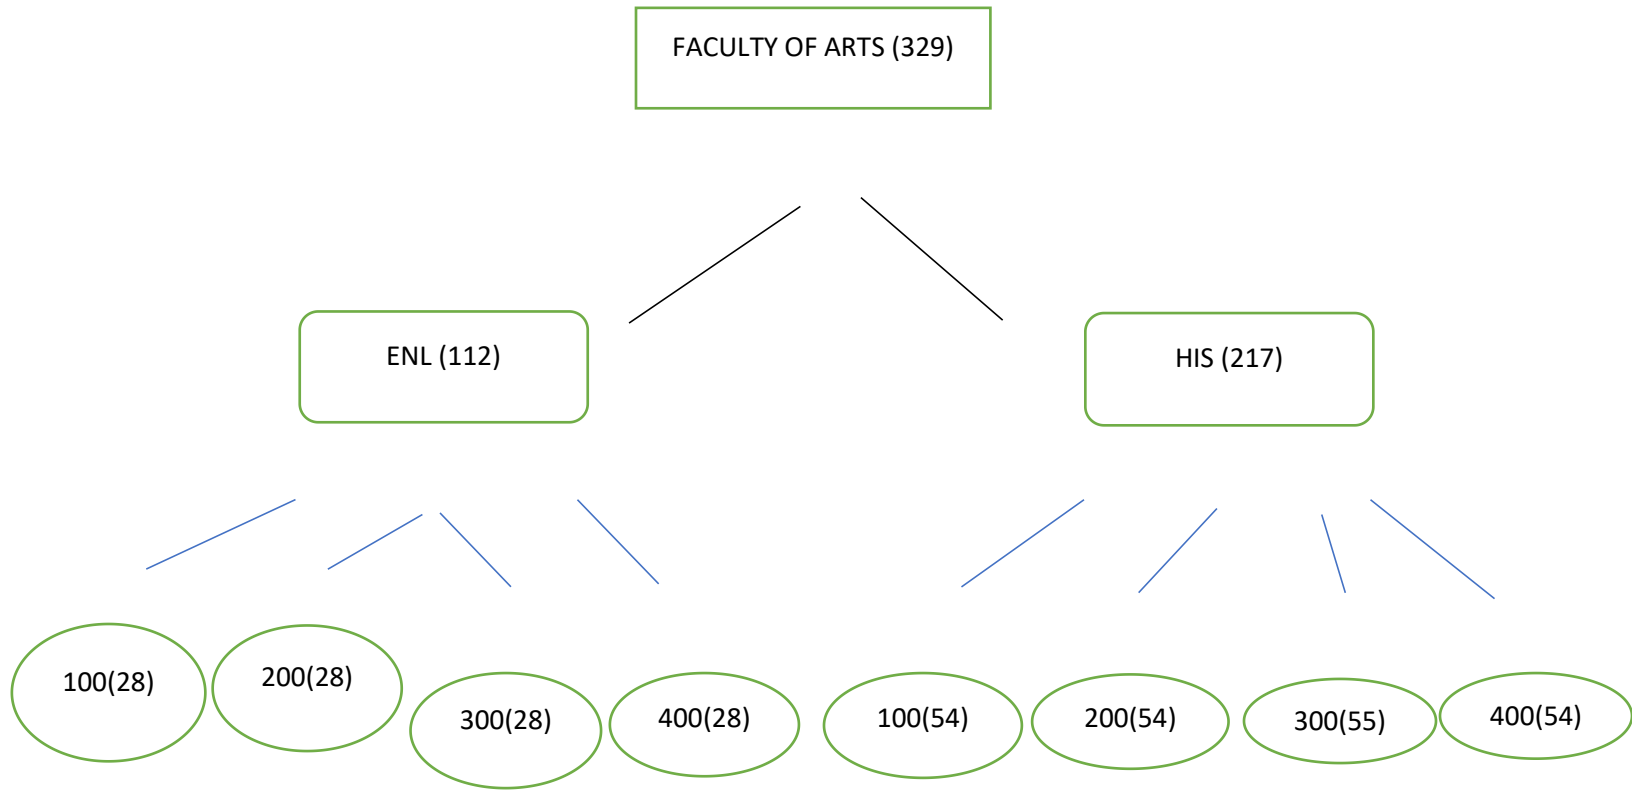 FACULTY OF ARTS (329)
ENL (112)
HIS (217)
100(28)
200(28)
300(28)
400(28)
100(54)
200(54)
300(55)
400(54)